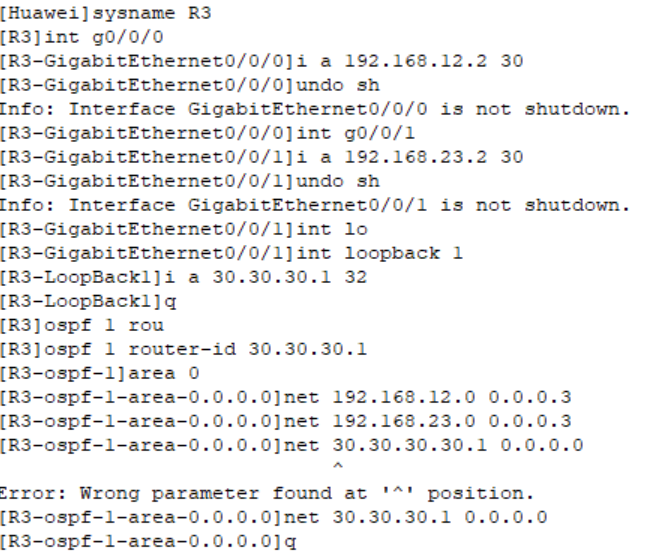 [Huawei]sysname R3
[R3]int g0/0/0
[R3-GigabitEthernet0/0/0]i a 192.168.12.2 30
[R3-GigabitEthernet0/0/0]undo sh
Info: Interface GigabitEthernet0/0/0 is not shutdown.
[R3-GigabitEthernet0/0/0]int g0/0/1
[R3-GigabitEthernet0/0/1]i a 192.168.23.2 30
[R3-GigabitEthernet0/0/1]undo sh
Info: Interface GigabitEthernet0/0/1 is not shutdown.
[R3-GigabitEthernet0/0/1]int lo
[R3-GigabitEthernet0/0/1]int loopback 1
[R3-LoopBack1]i a 30.30.30.1 32
[R3-LoopBack1]q
[R3]ospf 1 rou
[R3]ospf 1 router-id 30.30.30.1
[R3-ospf-1]area 0
[R3-ospf-1-area-0.0.0.0]net 192.168.12.0 0.0.0.3
[R3-ospf-1-area-0.0.0.0]net 192.168.23.0 0.0.0.3
[R3-ospf-1-area-0.0.0.0]net 30.30.30.30.1 0.0.0.0
^
Error: Wrong parameter found at '^' position.
[R3-ospf-1-area-0.0.0.0]net 30.30.30.1 0.0.0.0
[R3-ospf-1-area-0.0.0.0]q